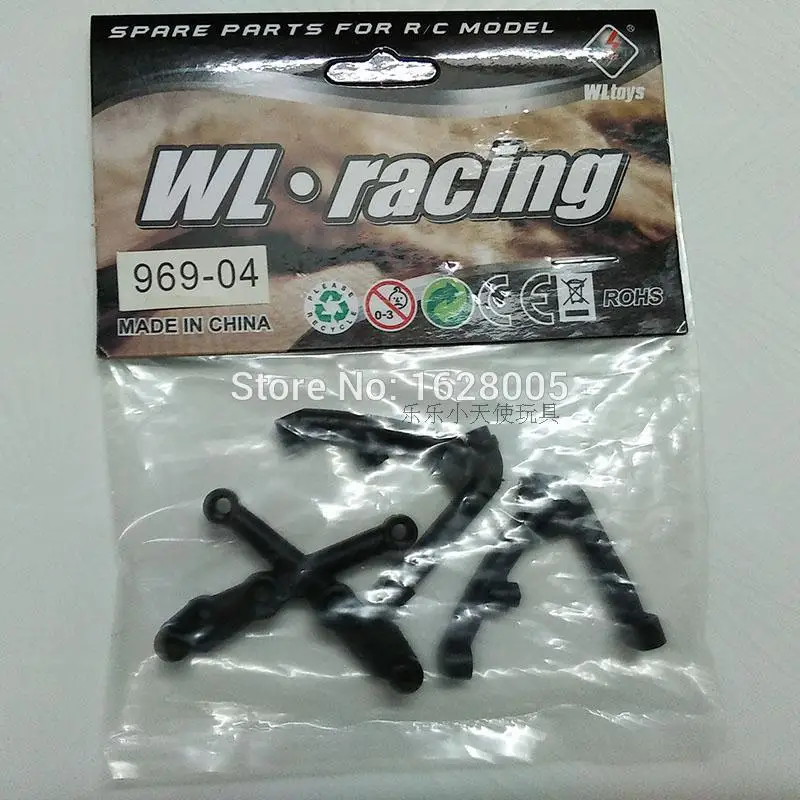 SPARE PARTS FOR R/C MODEL
WLtoys ®
WL·racing
969-04
MADE IN CHINA
PLEASE RECYCLE
0-3
CE
ROHS
Store No: 1628005
乐乐小天使玩具